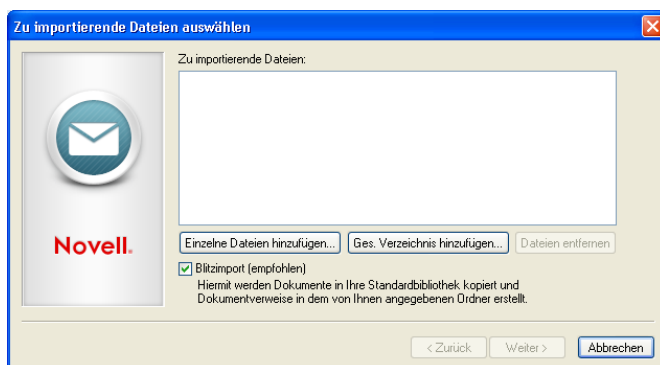 Zu importierende Dateien auswählen
Zu importierende Dateien:
Novell.
Einzelne Dateien hinzufügen... Ges. Verzeichnis hinzufügen... Dateien entfernen
Blitzimport (empfohlen)
Hiermit werden Dokumente in Ihre Standardbibliothek kopiert und
Dokumentverweise in dem von Ihnen angegebenen Ordner erstellt.
< Zurück Weiter > Abbrechen